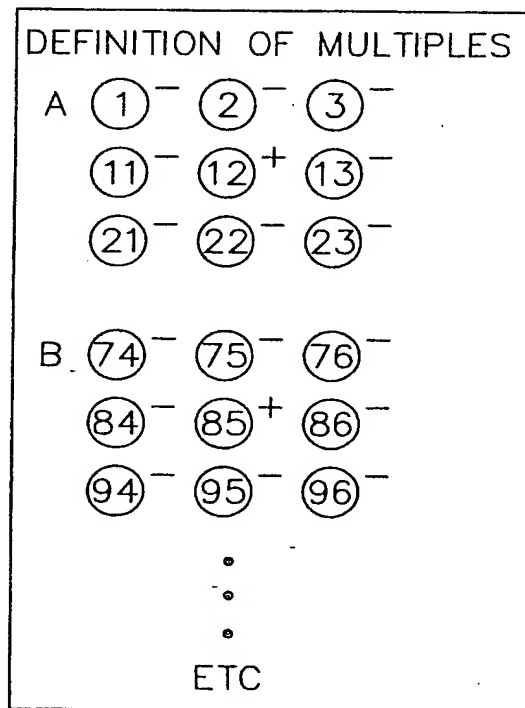 DEFINITION OF MULTIPLES
A 1 - 2 - 3 -
11 - 12 + 13 -
21 - 22 - 23 -
B 74 - 75 - 76 -
84 - 85 + 86 -
94 - 95 - 96 -
ETC